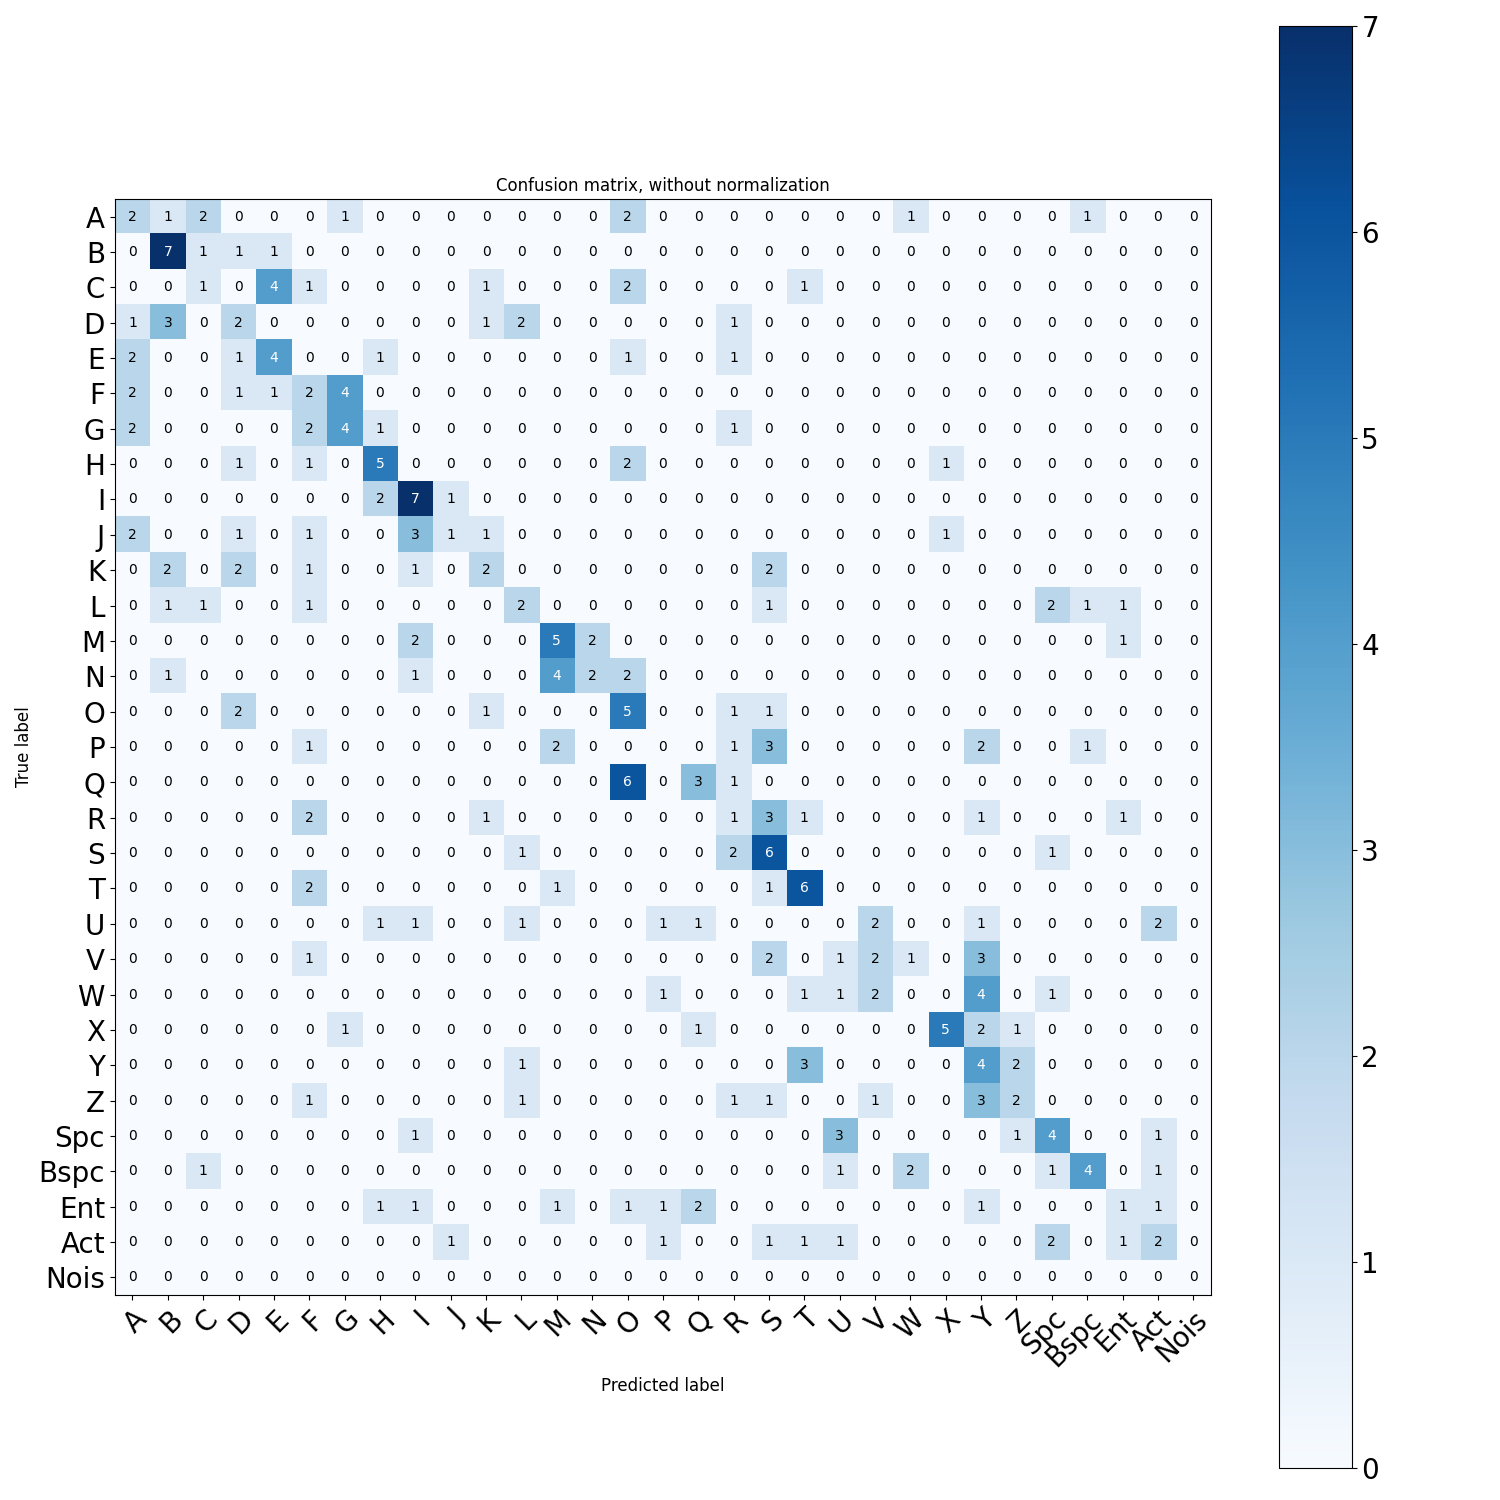 Confusion matrix, without normalization
A 2 1 2 0 0 0 1 0 0 0 0 0 0 0 2 0 0 0 0 0 0 0 1 0 0 0 0 1 0 0 0
B 0 7 1 1 1 0 0 0 0 0 0 0 0 0 0 0 0 0 0 0 0 0 0 0 0 0 0 0 0 0 0
C 0 0 1 0 4 1 0 0 0 0 1 0 0 0 2 0 0 0 0 1 0 0 0 0 0 0 0 0 0 0 0
D 1 3 0 2 0 0 0 0 0 0 1 2 0 0 0 0 0 1 0 0 0 0 0 0 0 0 0 0 0 0 0
E 2 0 0 1 4 0 0 1 0 0 0 0 0 0 1 0 0 1 0 0 0 0 0 0 0 0 0 0 0 0 0
F 2 0 0 1 1 2 4 0 0 0 0 0 0 0 0 0 0 0 0 0 0 0 0 0 0 0 0 0 0 0 0
G 2 0 0 0 0 2 4 1 0 0 0 0 0 0 0 0 0 1 0 0 0 0 0 0 0 0 0 0 0 0 0
H 0 0 0 1 0 1 0 5 0 0 0 0 0 0 2 0 0 0 0 0 0 0 0 1 0 0 0 0 0 0 0
I 0 0 0 0 0 0 0 2 7 1 0 0 0 0 0 0 0 0 0 0 0 0 0 0 0 0 0 0 0 0 0
J 2 0 0 1 0 1 0 0 3 1 1 0 0 0 0 0 0 0 0 0 0 0 0 1 0 0 0 0 0 0 0
K 0 2 0 2 0 1 0 0 1 0 2 0 0 0 0 0 0 0 2 0 0 0 0 0 0 0 0 0 0 0 0
L 0 1 1 0 0 1 0 0 0 0 0 2 0 0 0 0 0 0 1 0 0 0 0 0 0 0 2 1 1 0 0
M 0 0 0 0 0 0 0 0 2 0 0 0 5 2 0 0 0 0 0 0 0 0 0 0 0 0 0 0 1 0 0
N 0 1 0 0 0 0 0 0 1 0 0 0 4 2 2 0 0 0 0 0 0 0 0 0 0 0 0 0 0 0 0
O 0 0 0 2 0 0 0 0 0 0 1 0 0 0 5 0 0 1 1 0 0 0 0 0 0 0 0 0 0 0 0
P 0 0 0 0 0 1 0 0 0 0 0 0 2 0 0 0 0 1 3 0 0 0 0 0 2 0 0 1 0 0 0
Q 0 0 0 0 0 0 0 0 0 0 0 0 0 0 6 0 3 1 0 0 0 0 0 0 0 0 0 0 0 0 0
R 0 0 0 0 0 2 0 0 0 0 1 0 0 0 0 0 0 1 3 1 0 0 0 0 1 0 0 0 1 0 0
S 0 0 0 0 0 0 0 0 0 0 0 1 0 0 0 0 0 2 6 0 0 0 0 0 0 0 1 0 0 0 0
T 0 0 0 0 0 2 0 0 0 0 0 0 1 0 0 0 0 0 1 6 0 0 0 0 0 0 0 0 0 0 0
U 0 0 0 0 0 0 0 1 1 0 0 1 0 0 0 1 1 0 0 0 0 2 0 0 1 0 0 0 0 2 0
V 0 0 0 0 0 1 0 0 0 0 0 0 0 0 0 0 0 0 2 0 1 2 1 0 3 0 0 0 0 0 0
W 0 0 0 0 0 0 0 0 0 0 0 0 0 0 0 1 0 0 0 1 1 2 0 0 4 0 1 0 0 0 0
X 0 0 0 0 0 0 1 0 0 0 0 0 0 0 0 0 1 0 0 0 0 0 0 5 2 1 0 0 0 0 0
Y 0 0 0 0 0 0 0 0 0 0 0 1 0 0 0 0 0 0 0 3 0 0 0 0 4 2 0 0 0 0 0
Z 0 0 0 0 0 1 0 0 0 0 0 1 0 0 0 0 0 1 1 0 0 1 0 0 3 2 0 0 0 0 0
Spc 0 0 0 0 0 0 0 0 1 0 0 0 0 0 0 0 0 0 0 0 3 0 0 0 0 1 4 0 0 1 0
Bspc 0 0 1 0 0 0 0 0 0 0 0 0 0 0 0 0 0 0 0 0 1 0 2 0 0 0 1 4 0 1 0
Ent 0 0 0 0 0 0 0 1 1 0 0 0 1 0 1 1 2 0 0 0 0 0 0 0 1 0 0 0 1 1 0
Act 0 0 0 0 0 0 0 0 0 1 0 0 0 0 0 1 0 0 1 1 1 0 0 0 0 0 2 0 1 2 0
Nois 0 0 0 0 0 0 0 0 0 0 0 0 0 0 0 0 0 0 0 0 0 0 0 0 0 0 0 0 0 0 0
A B C D E F G H I J K L M N O P Q R S T U V W X Y Z Spc Bspc Ent Act Nois
Predicted label
True label
7
6
5
4
3
2
1
0